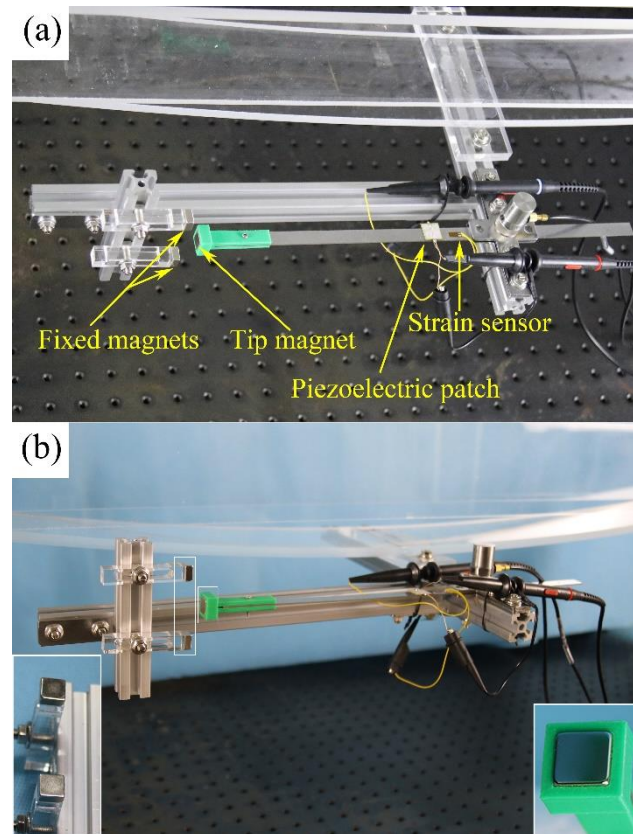 (a)
Fixed magnets
Tip magnet
Strain sensor
Piezoelectric patch
(b)